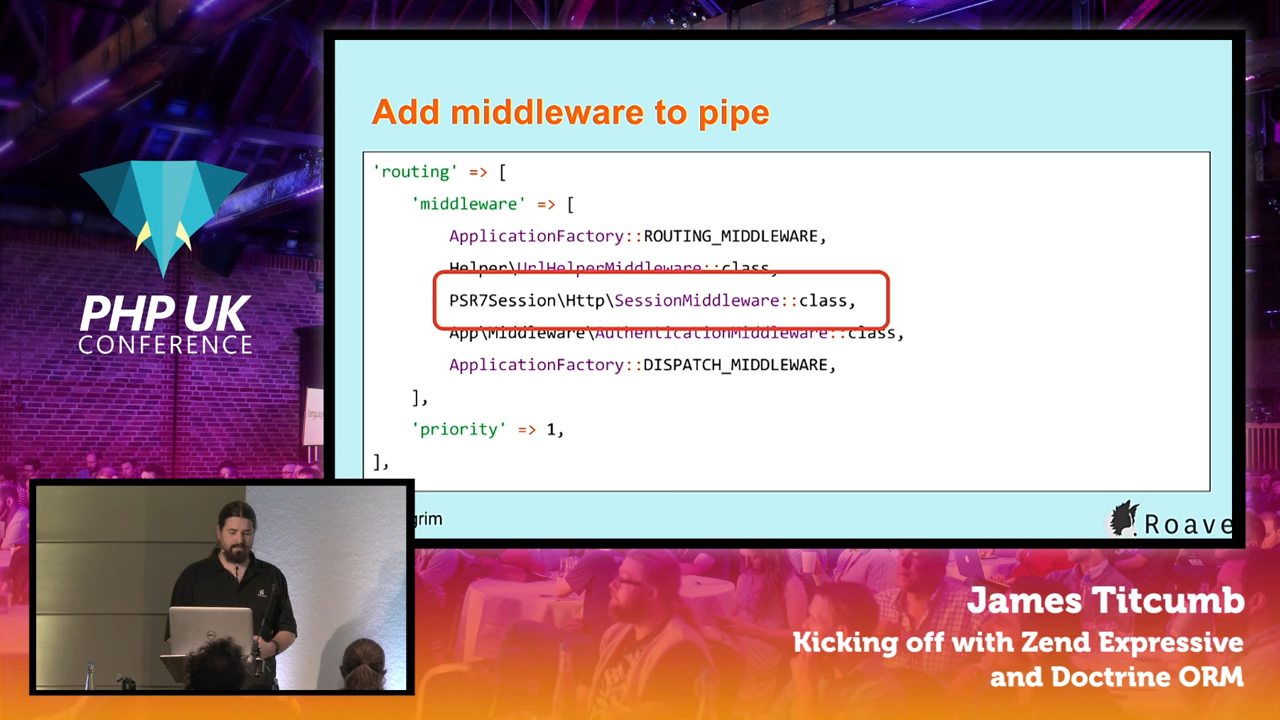 Add middleware to pipe
'routing' => [
'middleware' => [
ApplicationFactory::ROUTING_MIDDLEWARE,
Helper\UrlHelperMiddleware::class,
PSR7Session\Http\SessionMiddleware::class,
App\Middleware\AuthenticationMiddleware::class,
ApplicationFactory::DISPATCH_MIDDLEWARE,
],
'priority' => 1,
],
Roave
PHP UK
CONFERENCE
James Titcumb
Kicking off with Zend Expressive
and Doctrine ORM